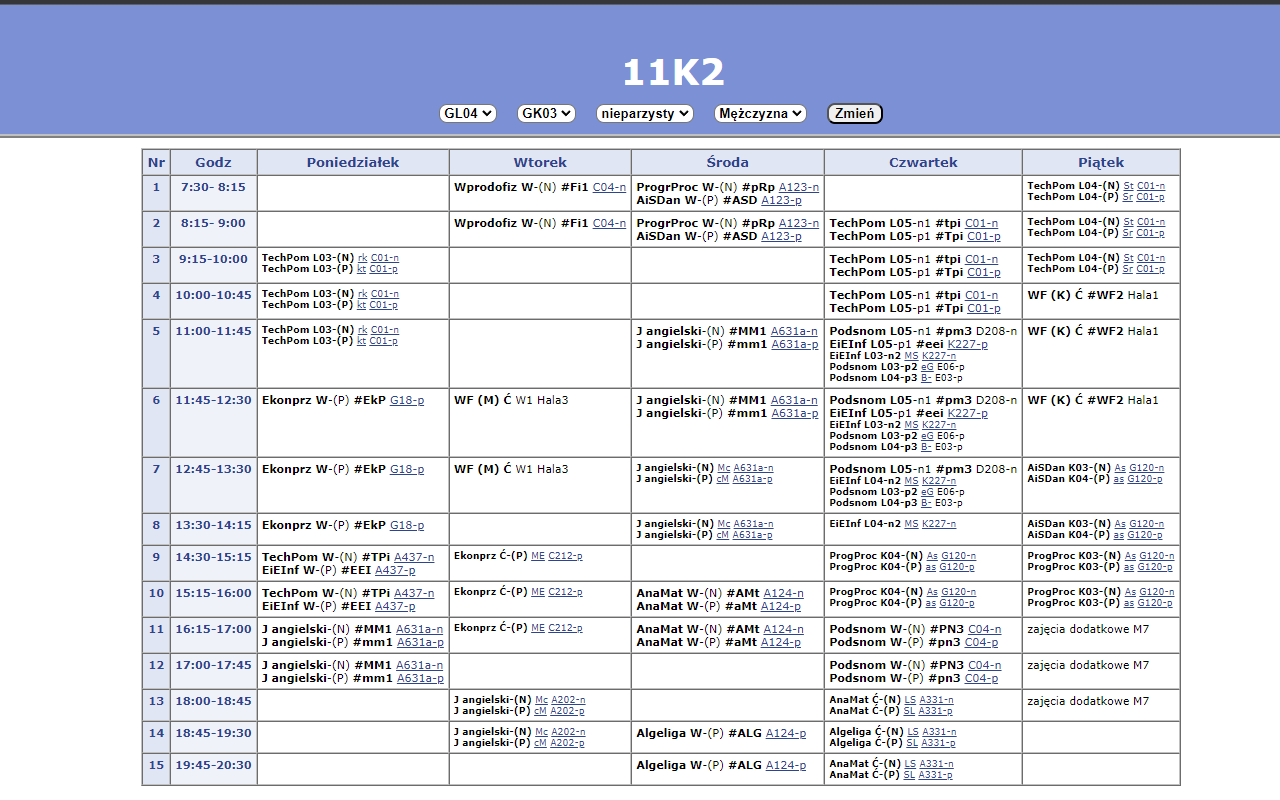 11K2
GL04 GK03 nieparzysty Mężczyzna Zmień
Nr Godz Poniedziałek Wtorek Środa Czwartek Piątek
1 7:30- 8:15 Wprodofiz W-(N) #Fi1 C04-n ProgrProc W-(N) #pRp A123-n TechPom L04-(N) St C01-n
AiSDan W-(P) #ASD A123-p TechPom L04-(P) Sr C01-p
2 8:15- 9:00 Wprodofiz W-(N) #Fi1 C04-n ProgrProc W-(N) #pRp A123-n TechPom L05-n1 #tpi C01-n TechPom L04-(N) St C01-n
AiSDan W-(P) #ASD A123-p TechPom L05-p1 #Tpi C01-p TechPom L04-(P) Sr C01-p
3 9:15-10:00 TechPom L03-(N) rk C01-n TechPom L05-n1 #tpi C01-n TechPom L04-(N) St C01-n
TechPom L03-(P) kt C01-p TechPom L05-p1 #Tpi C01-p TechPom L04-(P) Sr C01-p
4 10:00-10:45 TechPom L03-(N) rk C01-n TechPom L05-n1 #tpi C01-n WF (K) Ć #WF2 Hala1
TechPom L03-(P) kt C01-p TechPom L05-p1 #Tpi C01-p
5 11:00-11:45 TechPom L03-(N) rk C01-n J angielski-(N) #MM1 A631a-n Podsnom L05-n1 #pm3 D208-n WF (K) Ć #WF2 Hala1
TechPom L03-(P) kt C01-p J angielski-(P) #mm1 A631a-p EiEInf L05-p1 #eei K227-p
EiEInf L03-n2 MS K227-n
Podsnom L03-p2 eG E06-p
Podsnom L04-p3 B- E03-p
6 11:45-12:30 Ekonprz W-(P) #EkP G18-p WF (M) Ć W1 Hala3 J angielski-(N) #MM1 A631a-n Podsnom L05-n1 #pm3 D208-n WF (K) Ć #WF2 Hala1
J angielski-(P) #mm1 A631a-p EiEInf L05-p1 #eei K227-p
EiEInf L03-n2 MS K227-n
Podsnom L03-p2 eG E06-p
Podsnom L04-p3 B- E03-p
7 12:45-13:30 Ekonprz W-(P) #EkP G18-p WF (M) Ć W1 Hala3 J angielski-(N) Mc A631a-n Podsnom L05-n1 #pm3 D208-n AiSDan K03-(N) As G120-n
J angielski-(P) cM A631a-p EiEInf L04-n2 MS K227-n AiSDan K04-(P) as G120-p
Podsnom L03-p2 eG E06-p
Podsnom L04-p3 B- E03-p
8 13:30-14:15 Ekonprz W-(P) #EkP G18-p J angielski-(N) Mc A631a-n EiEInf L04-n2 MS K227-n AiSDan K03-(N) As G120-n
J angielski-(P) cM A631a-p AiSDan K04-(P) as G120-p
9 14:30-15:15 TechPom W-(N) #TPi A437-n Ekonprz Ć-(P) ME C212-p ProgProc K04-(N) As G120-n ProgProc K03-(N) As G120-n
EiEInf W-(P) #EEI A437-p ProgProc K04-(P) as G120-p ProgProc K03-(P) as G120-p
10 15:15-16:00 TechPom W-(N) #TPi A437-n Ekonprz Ć-(P) ME C212-p AnaMat W-(N) #AMt A124-n ProgProc K04-(N) As G120-n ProgProc K03-(N) As G120-n
EiEInf W-(P) #EEI A437-p AnaMat W-(P) #aMt A124-p ProgProc K04-(P) as G120-p ProgProc K03-(P) as G120-p
11 16:15-17:00 J angielski-(N) #MM1 A631a-n Ekonprz Ć-(P) ME C212-p AnaMat W-(N) #AMt A124-n Podsnom W-(N) #PN3 C04-n zajęcia dodatkowe M7
J angielski-(P) #mm1 A631a-p AnaMat W-(P) #aMt A124-p Podsnom W-(P) #pn3 C04-p
12 17:00-17:45 J angielski-(N) #MM1 A631a-n Podsnom W-(N) #PN3 C04-n zajęcia dodatkowe M7
J angielski-(P) #mm1 A631a-p Podsnom W-(P) #pn3 C04-p
13 18:00-18:45 J angielski-(N) Mc A202-n AnaMat Ć-(N) LS A331-n zajęcia dodatkowe M7
J angielski-(P) cM A202-p AnaMat Ć-(P) SL A331-p
14 18:45-19:30 J angielski-(N) Mc A202-n Algeliga W-(P) #ALG A124-p Algeliga Ć-(N) LS A331-n
J angielski-(P) cM A202-p Algeliga Ć-(P) SL A331-p
15 19:45-20:30 Algeliga W-(P) #ALG A124-p AnaMat Ć-(N) LS A331-n
AnaMat Ć-(P) SL A331-p